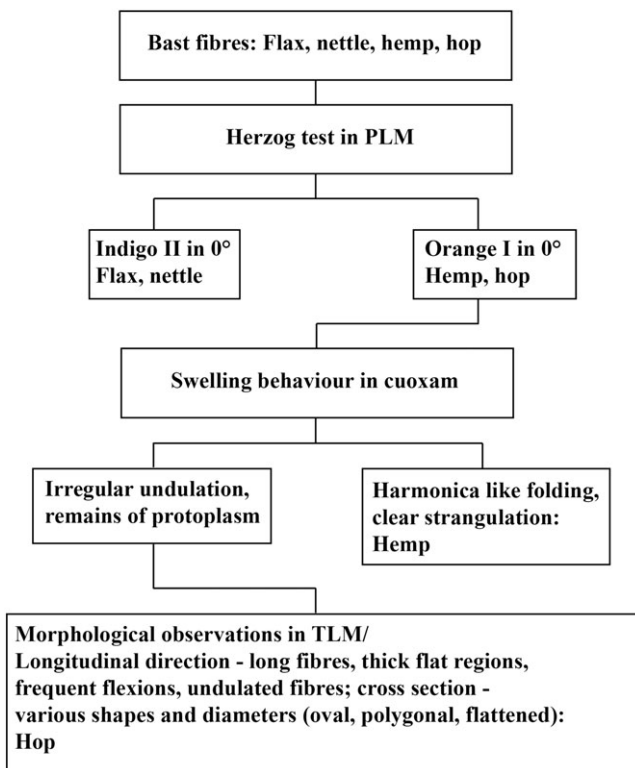 Bast fibres: Flax, nettle, hemp, hop
Herzog test in PLM
Indigo II in 0°
Flax, nettle
Orange I in 0°
Hemp, hop
Swelling behaviour in cuoxam
Irregular undulation,
remains of protoplasm
Harmonica like folding,
clear strangulation:
Hemp
Morphological observations in TLM/
Longitudinal direction - long fibres, thick flat regions,
frequent flexions, undulated fibres; cross section -
various shapes and diameters (oval, polygonal, flattened):
Hop